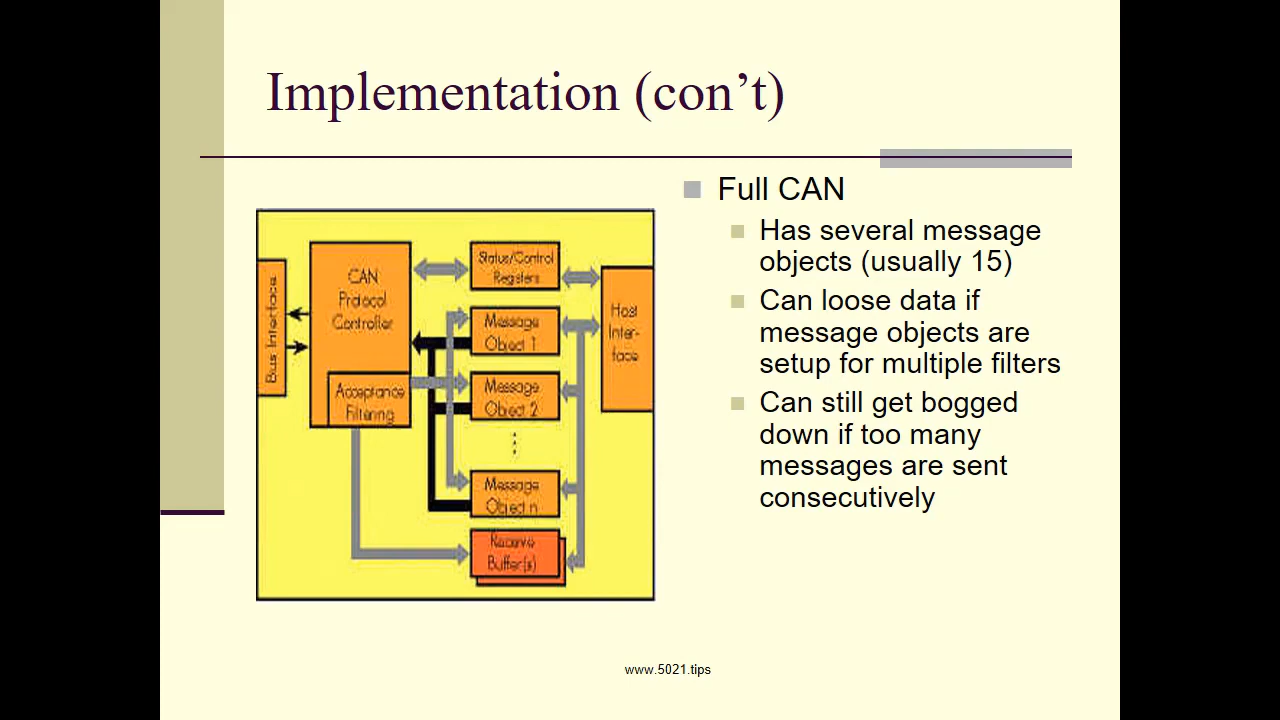 Implementation (con’t)
Full CAN
Has several message
objects (usually 15)
Can loose data if
message objects are
setup for multiple filters
Can still get bogged
down if too many
messages are sent
consecutively
Bus Interface
CAN
Protocol
Controller
Acceptance
Filtering
Status/Control
Registers
Message
Object 1
Message
Object 2
Message
Object n
Receive
Buffer(s)
Host
Inter-
face
www.5021.tips